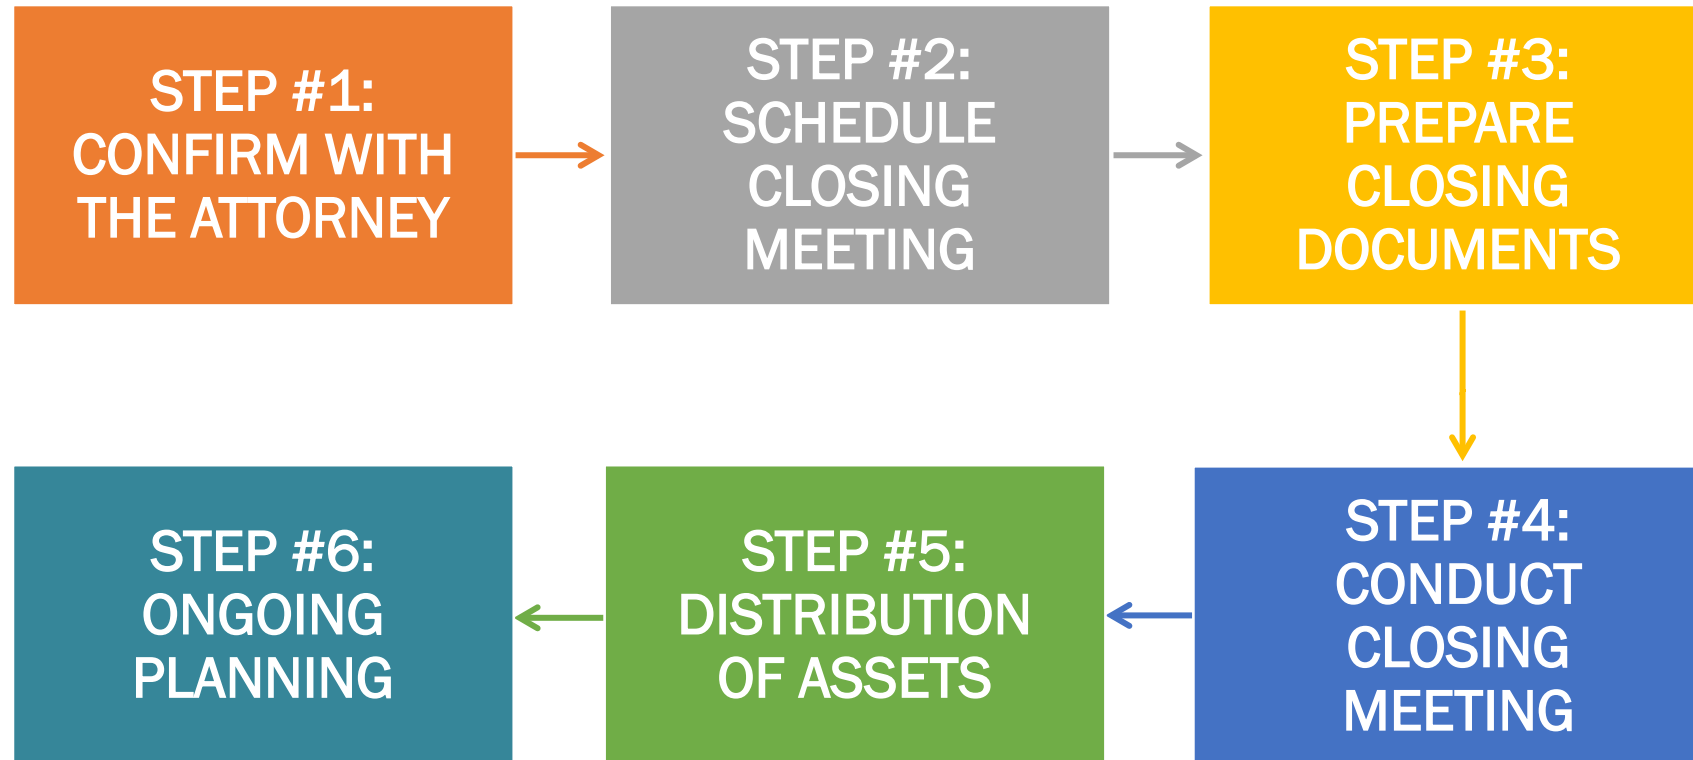 STEP #1:
CONFIRM WITH
THE ATTORNEY
STEP #2:
SCHEDULE
CLOSING
MEETING
STEP #3:
PREPARE
CLOSING
DOCUMENTS
STEP #4:
CONDUCT
CLOSING
MEETING
STEP #5:
DISTRIBUTION
OF ASSETS
STEP #6:
ONGOING
PLANNING